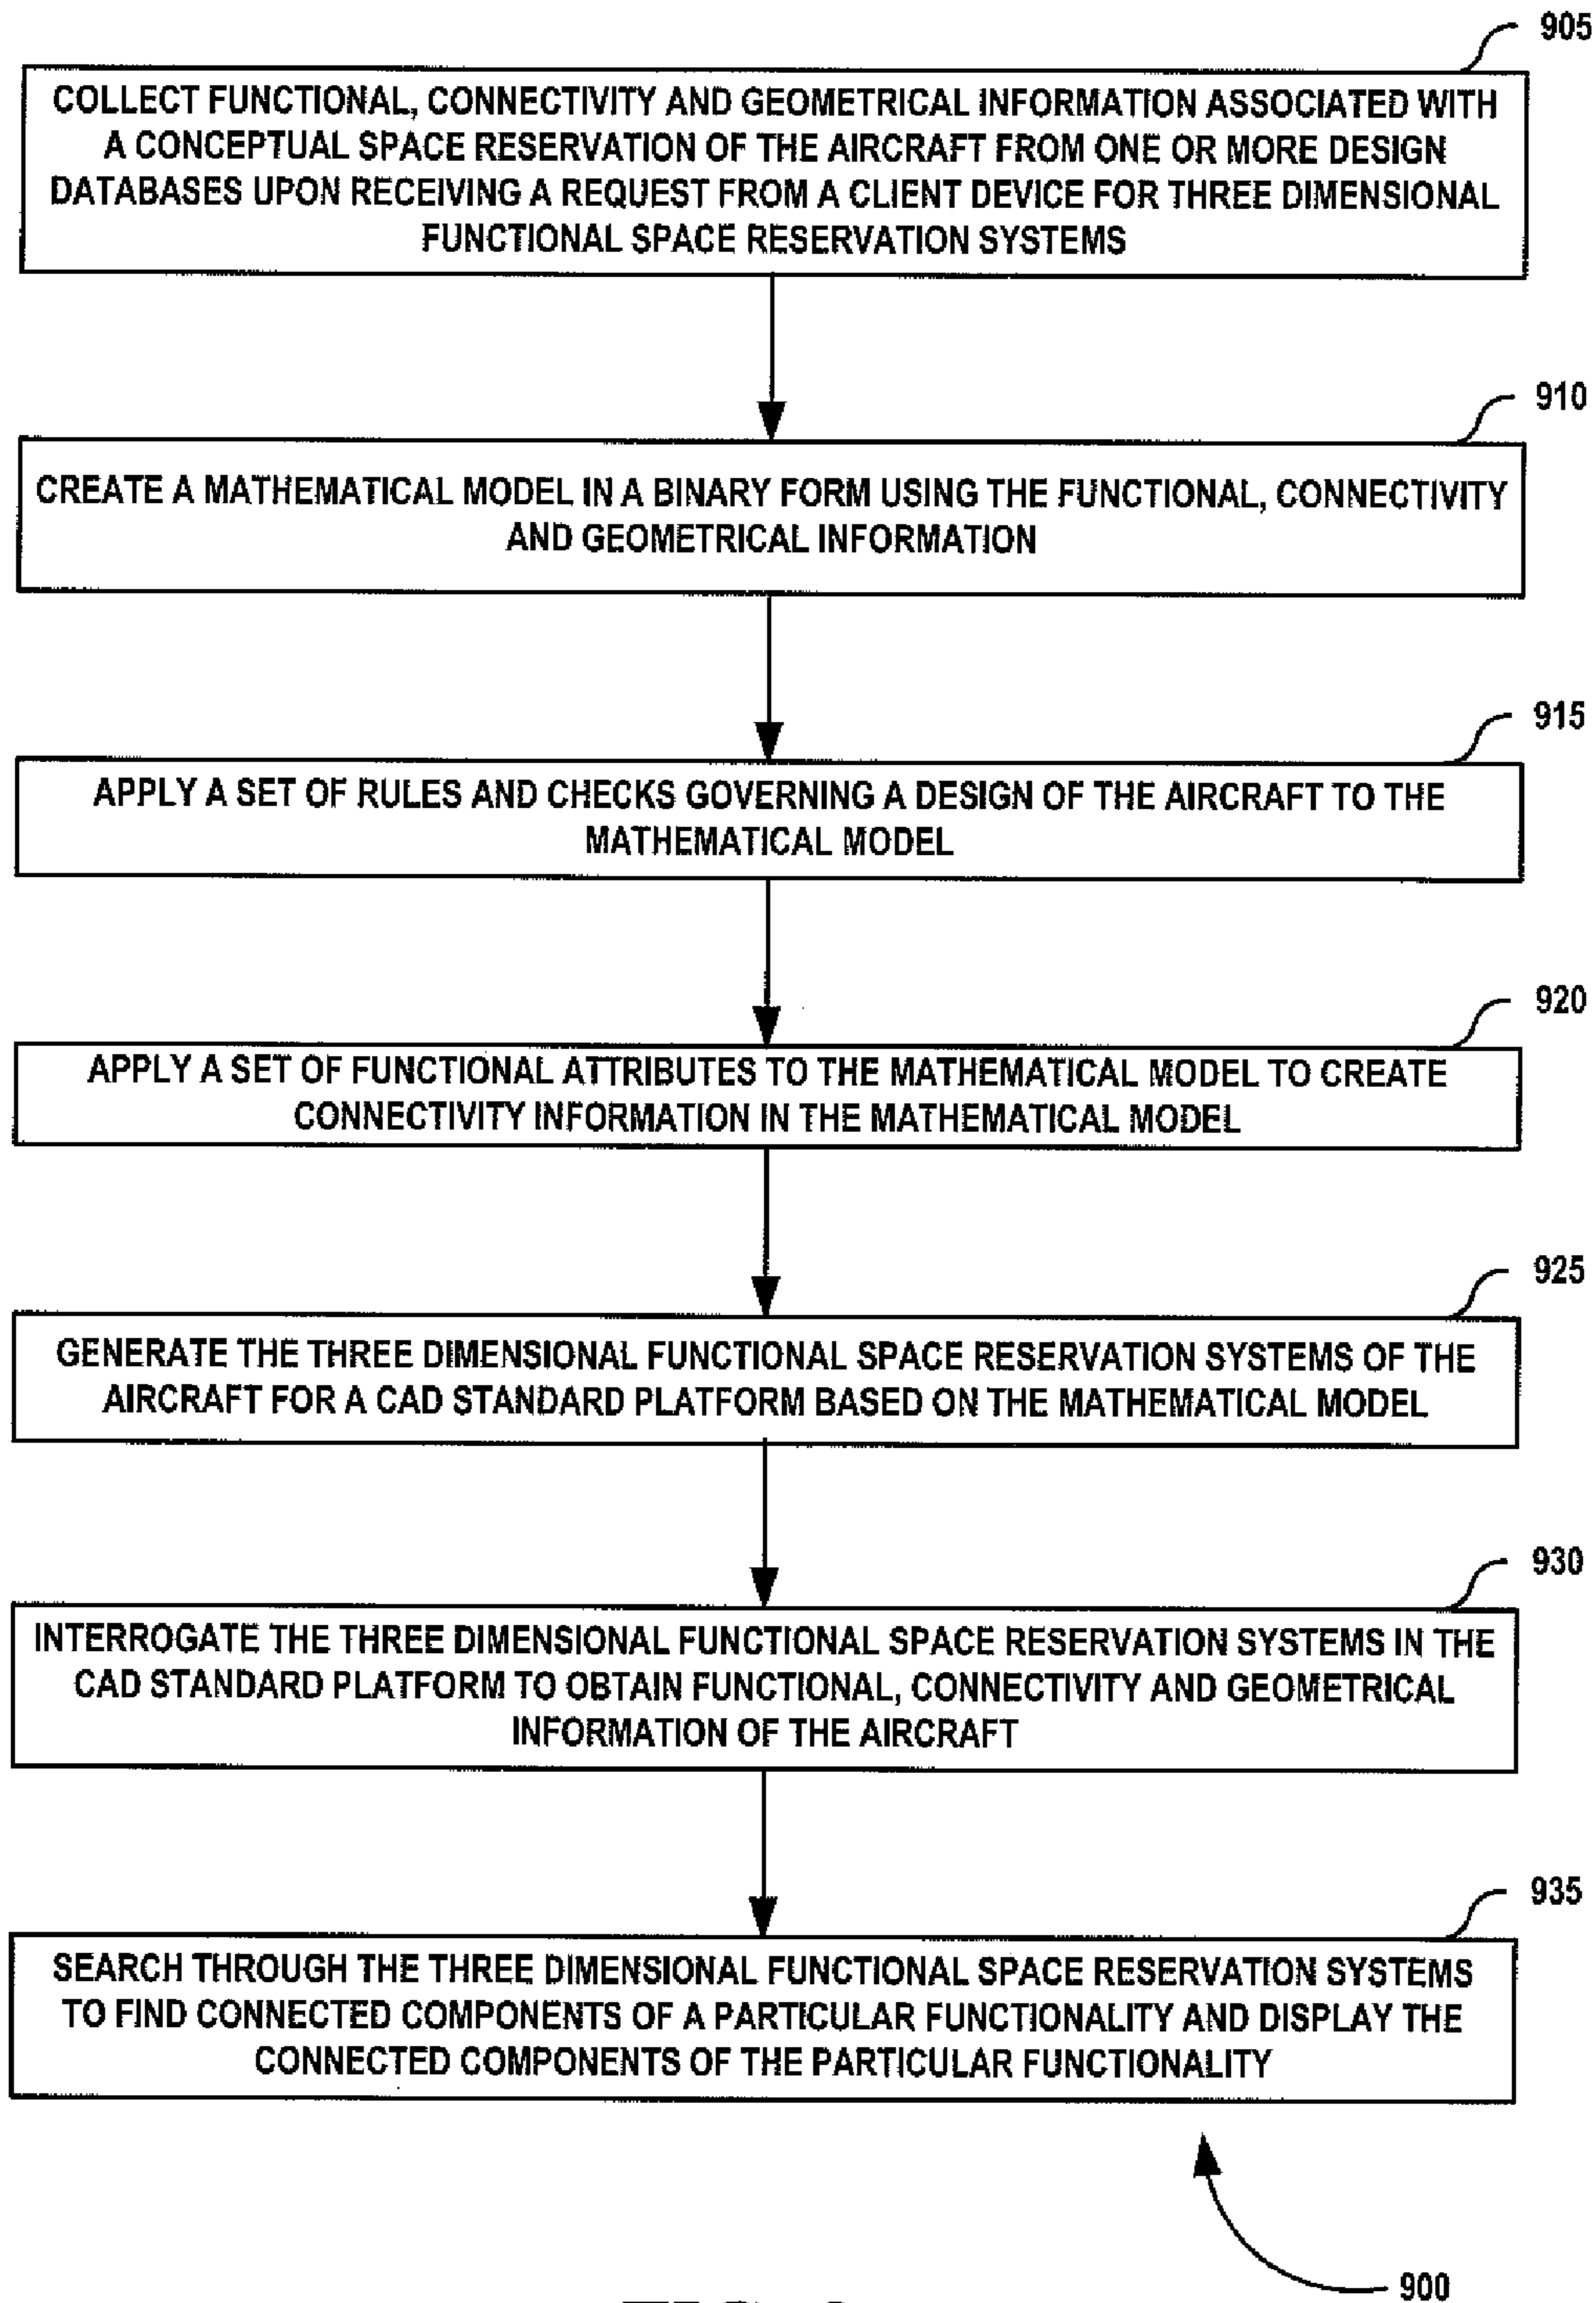 905
COLLECT FUNCTIONAL, CONNECTIVITY AND GEOMETRICAL INFORMATION ASSOCIATED WITH
A CONCEPTUAL SPACE RESERVATION OF THE AIRCRAFT FROM ONE OR MORE DESIGN
DATABASES UPON RECEIVING A REQUEST FROM A CLIENT DEVICE FOR THREE DIMENSIONAL
FUNCTIONAL SPACE RESERVATION SYSTEMS
910
CREATE A MATHEMATICAL MODEL IN A BINARY FORM USING THE FUNCTIONAL, CONNECTIVITY
AND GEOMETRICAL INFORMATION
915
APPLY A SET OF RULES AND CHECKS GOVERNING A DESIGN OF THE AIRCRAFT TO THE
MATHEMATICAL MODEL
920
APPLY A SET OF FUNCTIONAL ATTRIBUTES TO THE MATHEMATICAL MODEL TO CREATE
CONNECTIVITY INFORMATION IN THE MATHEMATICAL MODEL
925
GENERATE THE THREE DIMENSIONAL FUNCTIONAL SPACE RESERVATION SYSTEMS OF THE
AIRCRAFT FOR A CAD STANDARD PLATFORM BASED ON THE MATHEMATICAL MODEL
930
INTERROGATE THE THREE DIMENSIONAL FUNCTIONAL SPACE RESERVATION SYSTEMS IN THE
CAD STANDARD PLATFORM TO OBTAIN FUNCTIONAL, CONNECTIVITY AND GEOMETRICAL
INFORMATION OF THE AIRCRAFT
935
SEARCH THROUGH THE THREE DIMENSIONAL FUNCTIONAL SPACE RESERVATION SYSTEMS
TO FIND CONNECTED COMPONENTS OF A PARTICULAR FUNCTIONALITY AND DISPLAY THE
CONNECTED COMPONENTS OF THE PARTICULAR FUNCTIONALITY
900